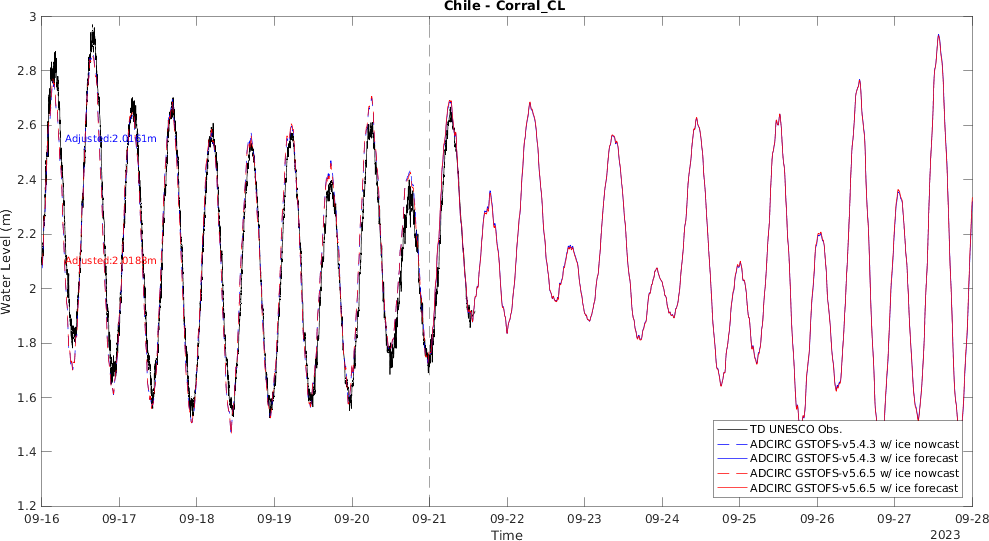 Chile - Corral_CL
Water Level (m)
3
2.8
2.6
2.4
2.2
2
1.8
1.6
1.4
1.2
Adjusted:2.0161m
Adjusted:2.0188m
TD UNESCO Obs.
ADCIRC GSTOFS-v5.4.3 w/ ice nowcast
ADCIRC GSTOFS-v5.4.3 w/ ice forecast
ADCIRC GSTOFS-v5.6.5 w/ ice nowcast
ADCIRC GSTOFS-v5.6.5 w/ ice forecast
09-16 09-17 09-18 09-19 09-20 09-21 09-22 09-23 09-24 09-25 09-26 09-27 09-28
Time
2023